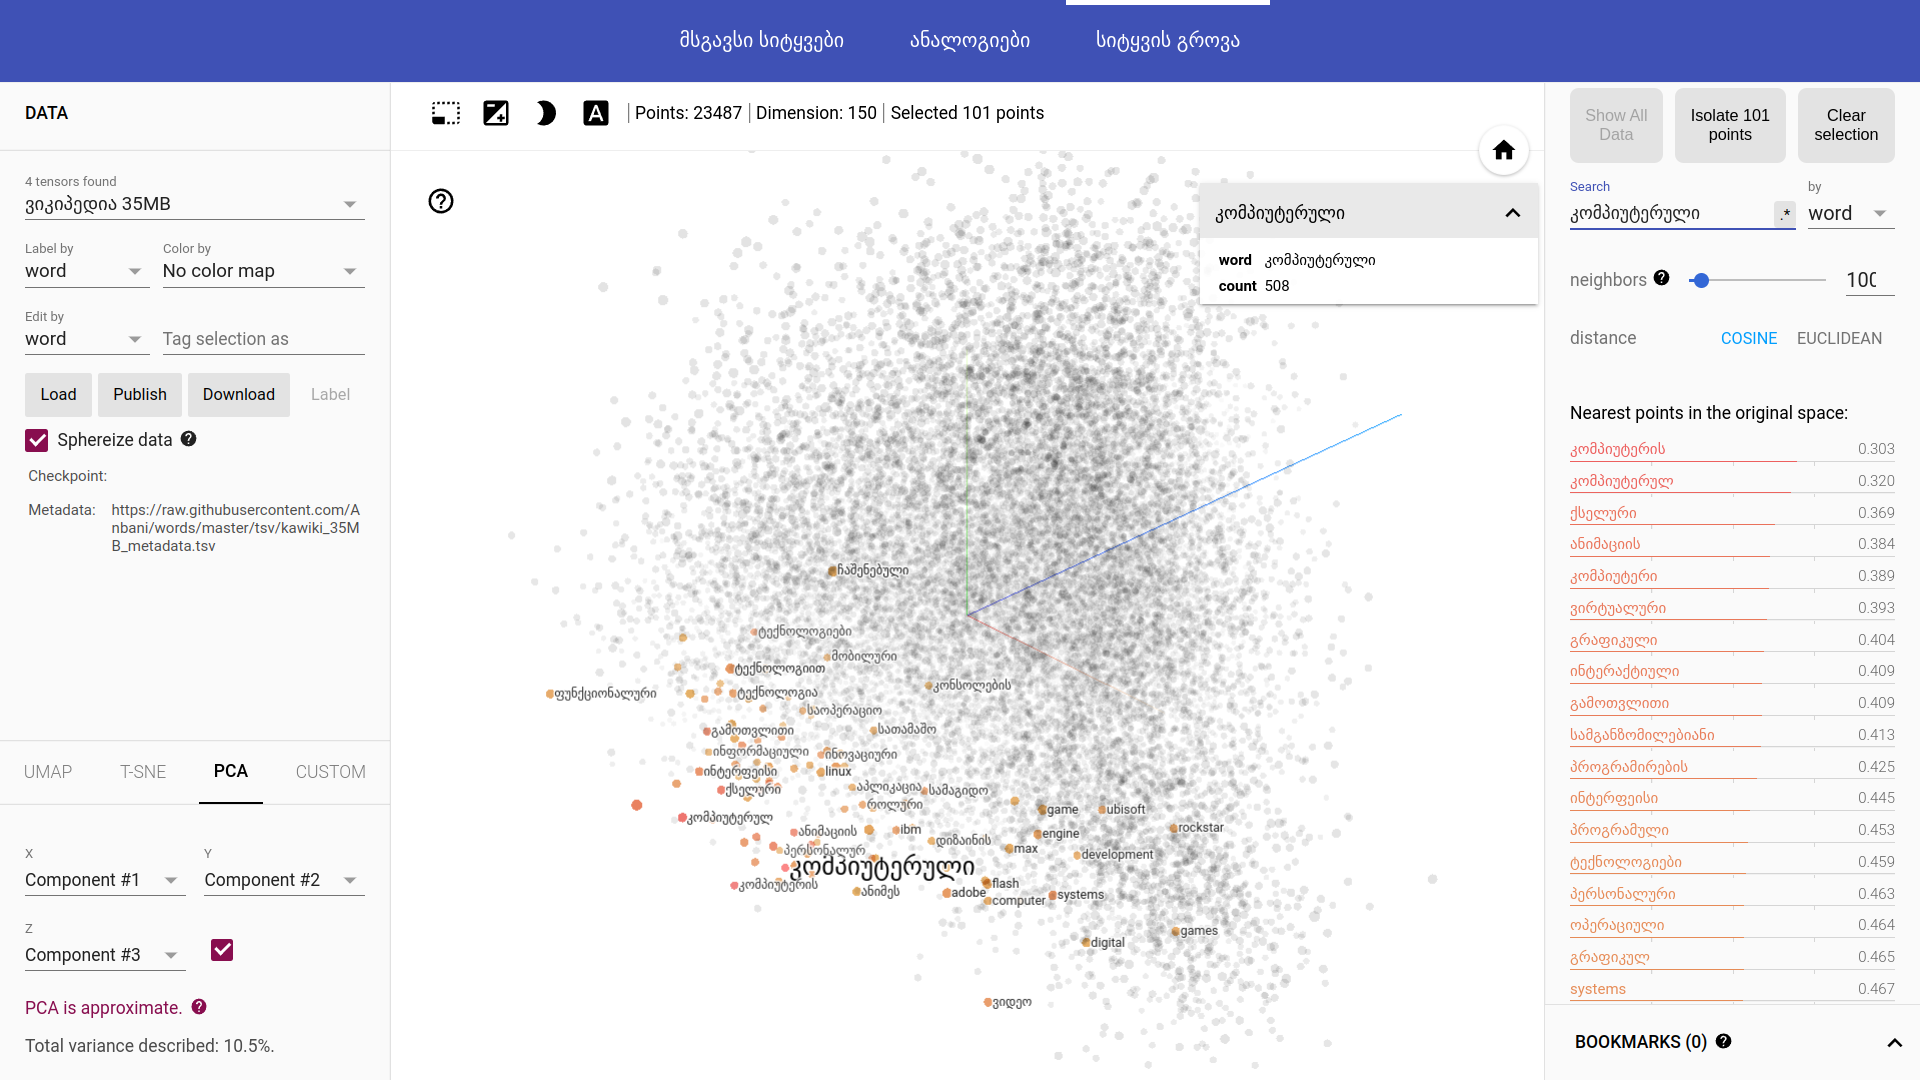 მსგავსი სიტყვები
ანალოგიები
სიტყვის გროვა
DATA
4 tensors found
ვიკიპედია 35MB
Label by
word
Color by
No color map
Edit by
word
Tag selection as
Load
Publish
Download
Label
Sphereize data
Checkpoint:
Metadata:
https://raw.githubusercontent.com/A
nbani/words/master/tsv/kawiki_35M
B_metadata.tsv
UMAP
T-SNE
PCA
CUSTOM
X
Component #1
Y
Component #2
Z
Component #3
PCA is approximate.
Total variance described: 10.5%.
A
Points: 23487
Dimension: 150
Selected 101 points
კომპიუტერული
word კომპიუტერული
count 508
ჩაშენებული
ტექნოლოგიები
მობილური
ტექნოლოგიით
კონსოლების
ფუნქციონალური
ტექნოლოგია
საოპერაციო
გამოთვლითი
სათამაშო
ინფორმაციული
ინოვაციური
ინტერფეისი
linux
ქსელური
აპლიკაცია
სამაგიდო
როლური
game
ubisoft
კომპიუტერულ
ანიმაციის
ibm
engine
rockstar
დიზაინის
პერსონალურ
max
development
კომპიუტერული
კომპიუტერის
ანიმეს
adobe
flash
computer
systems
games
digital
ვიდეო
Show All
Data
Isolate 101
points
Clear
selection
Search
კომპიუტერული
.*
by
word
neighbors
100
distance
COSINE
EUCLIDEAN
Nearest points in the original space:
კომპიუტერის 0.303
კომპიუტერულ 0.320
ქსელური 0.369
ანიმაციის 0.384
კომპიუტერი 0.389
ვირტუალური 0.393
გრაფიკული 0.404
ინტერაქტიული 0.409
გამოთვლითი 0.409
სამგანზომილებიანი 0.413
პროგრამირების 0.425
ინტერფეისი 0.445
პროგრამული 0.453
ტექნოლოგიები 0.459
პერსონალური 0.463
ოპერაციული 0.464
გრაფიკულ 0.465
systems 0.467
BOOKMARKS (0)